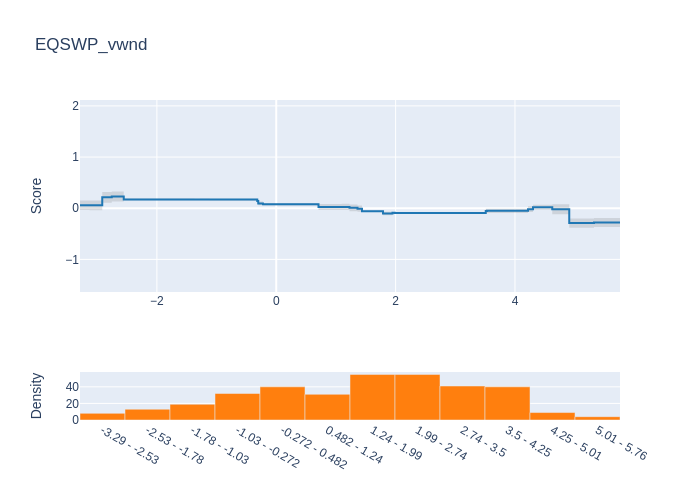 EQSWP_vwnd
2
1
0
−1
Score
−2
0
2
4
40
20
0
Density
-3.29 - -2.53
-2.53 - -1.78
-1.78 - -1.03
-1.03 - -0.272
-0.272 - 0.482
0.482 - 1.24
1.24 - 1.99
1.99 - 2.74
2.74 - 3.5
3.5 - 4.25
4.25 - 5.01
5.01 - 5.76